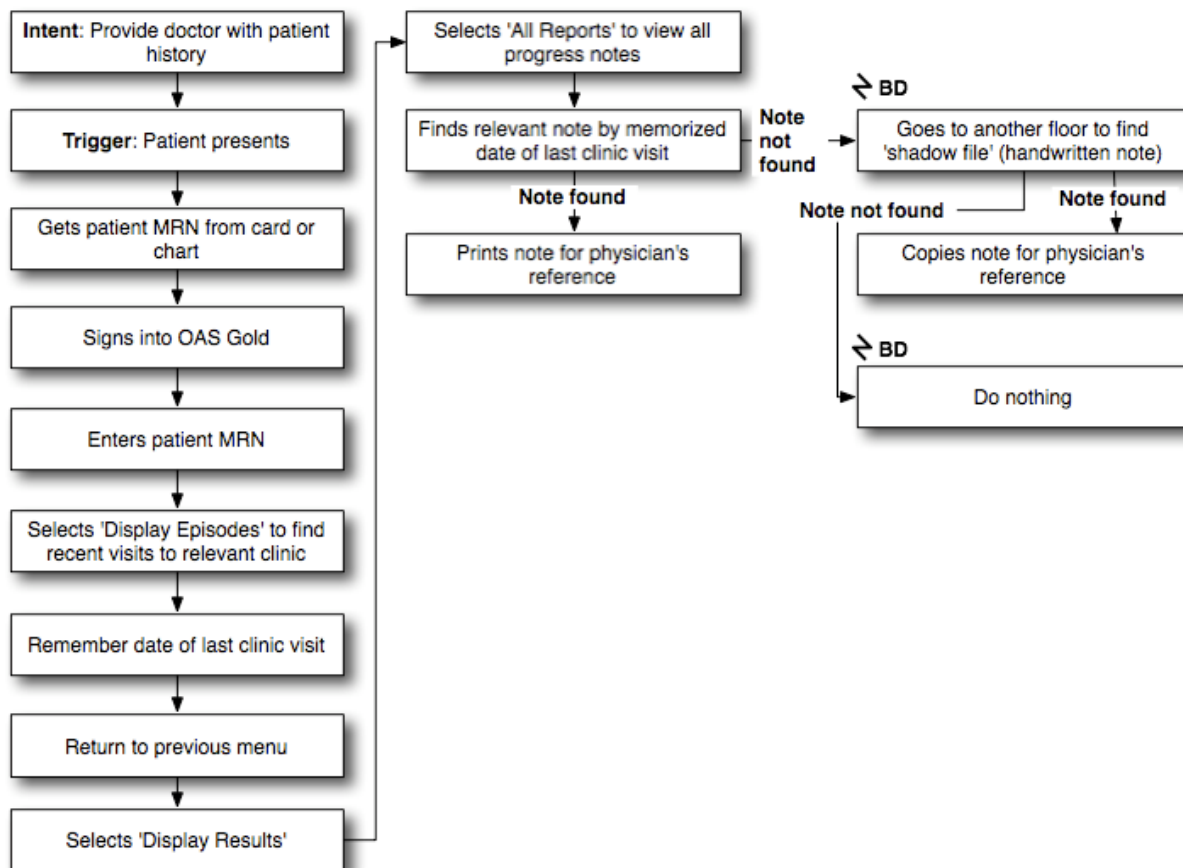 Intent: Provide doctor with patient
history
Trigger: Patient presents
Gets patient MRN from card or
chart
Signs into OAS Gold
Enters patient MRN
Selects 'Display Episodes' to find
recent visits to relevant clinic
Remember date of last clinic visit
Return to previous menu
Selects 'Display Results'
Selects 'All Reports' to view all
progress notes
Finds relevant note by memorized
date of last clinic visit
Note found
Prints note for physician's
reference
Note
not
found
BD
Goes to another floor to find
'shadow file' (handwritten note)
Note not found
Note found
Copies note for physician's
reference
BD
Do nothing